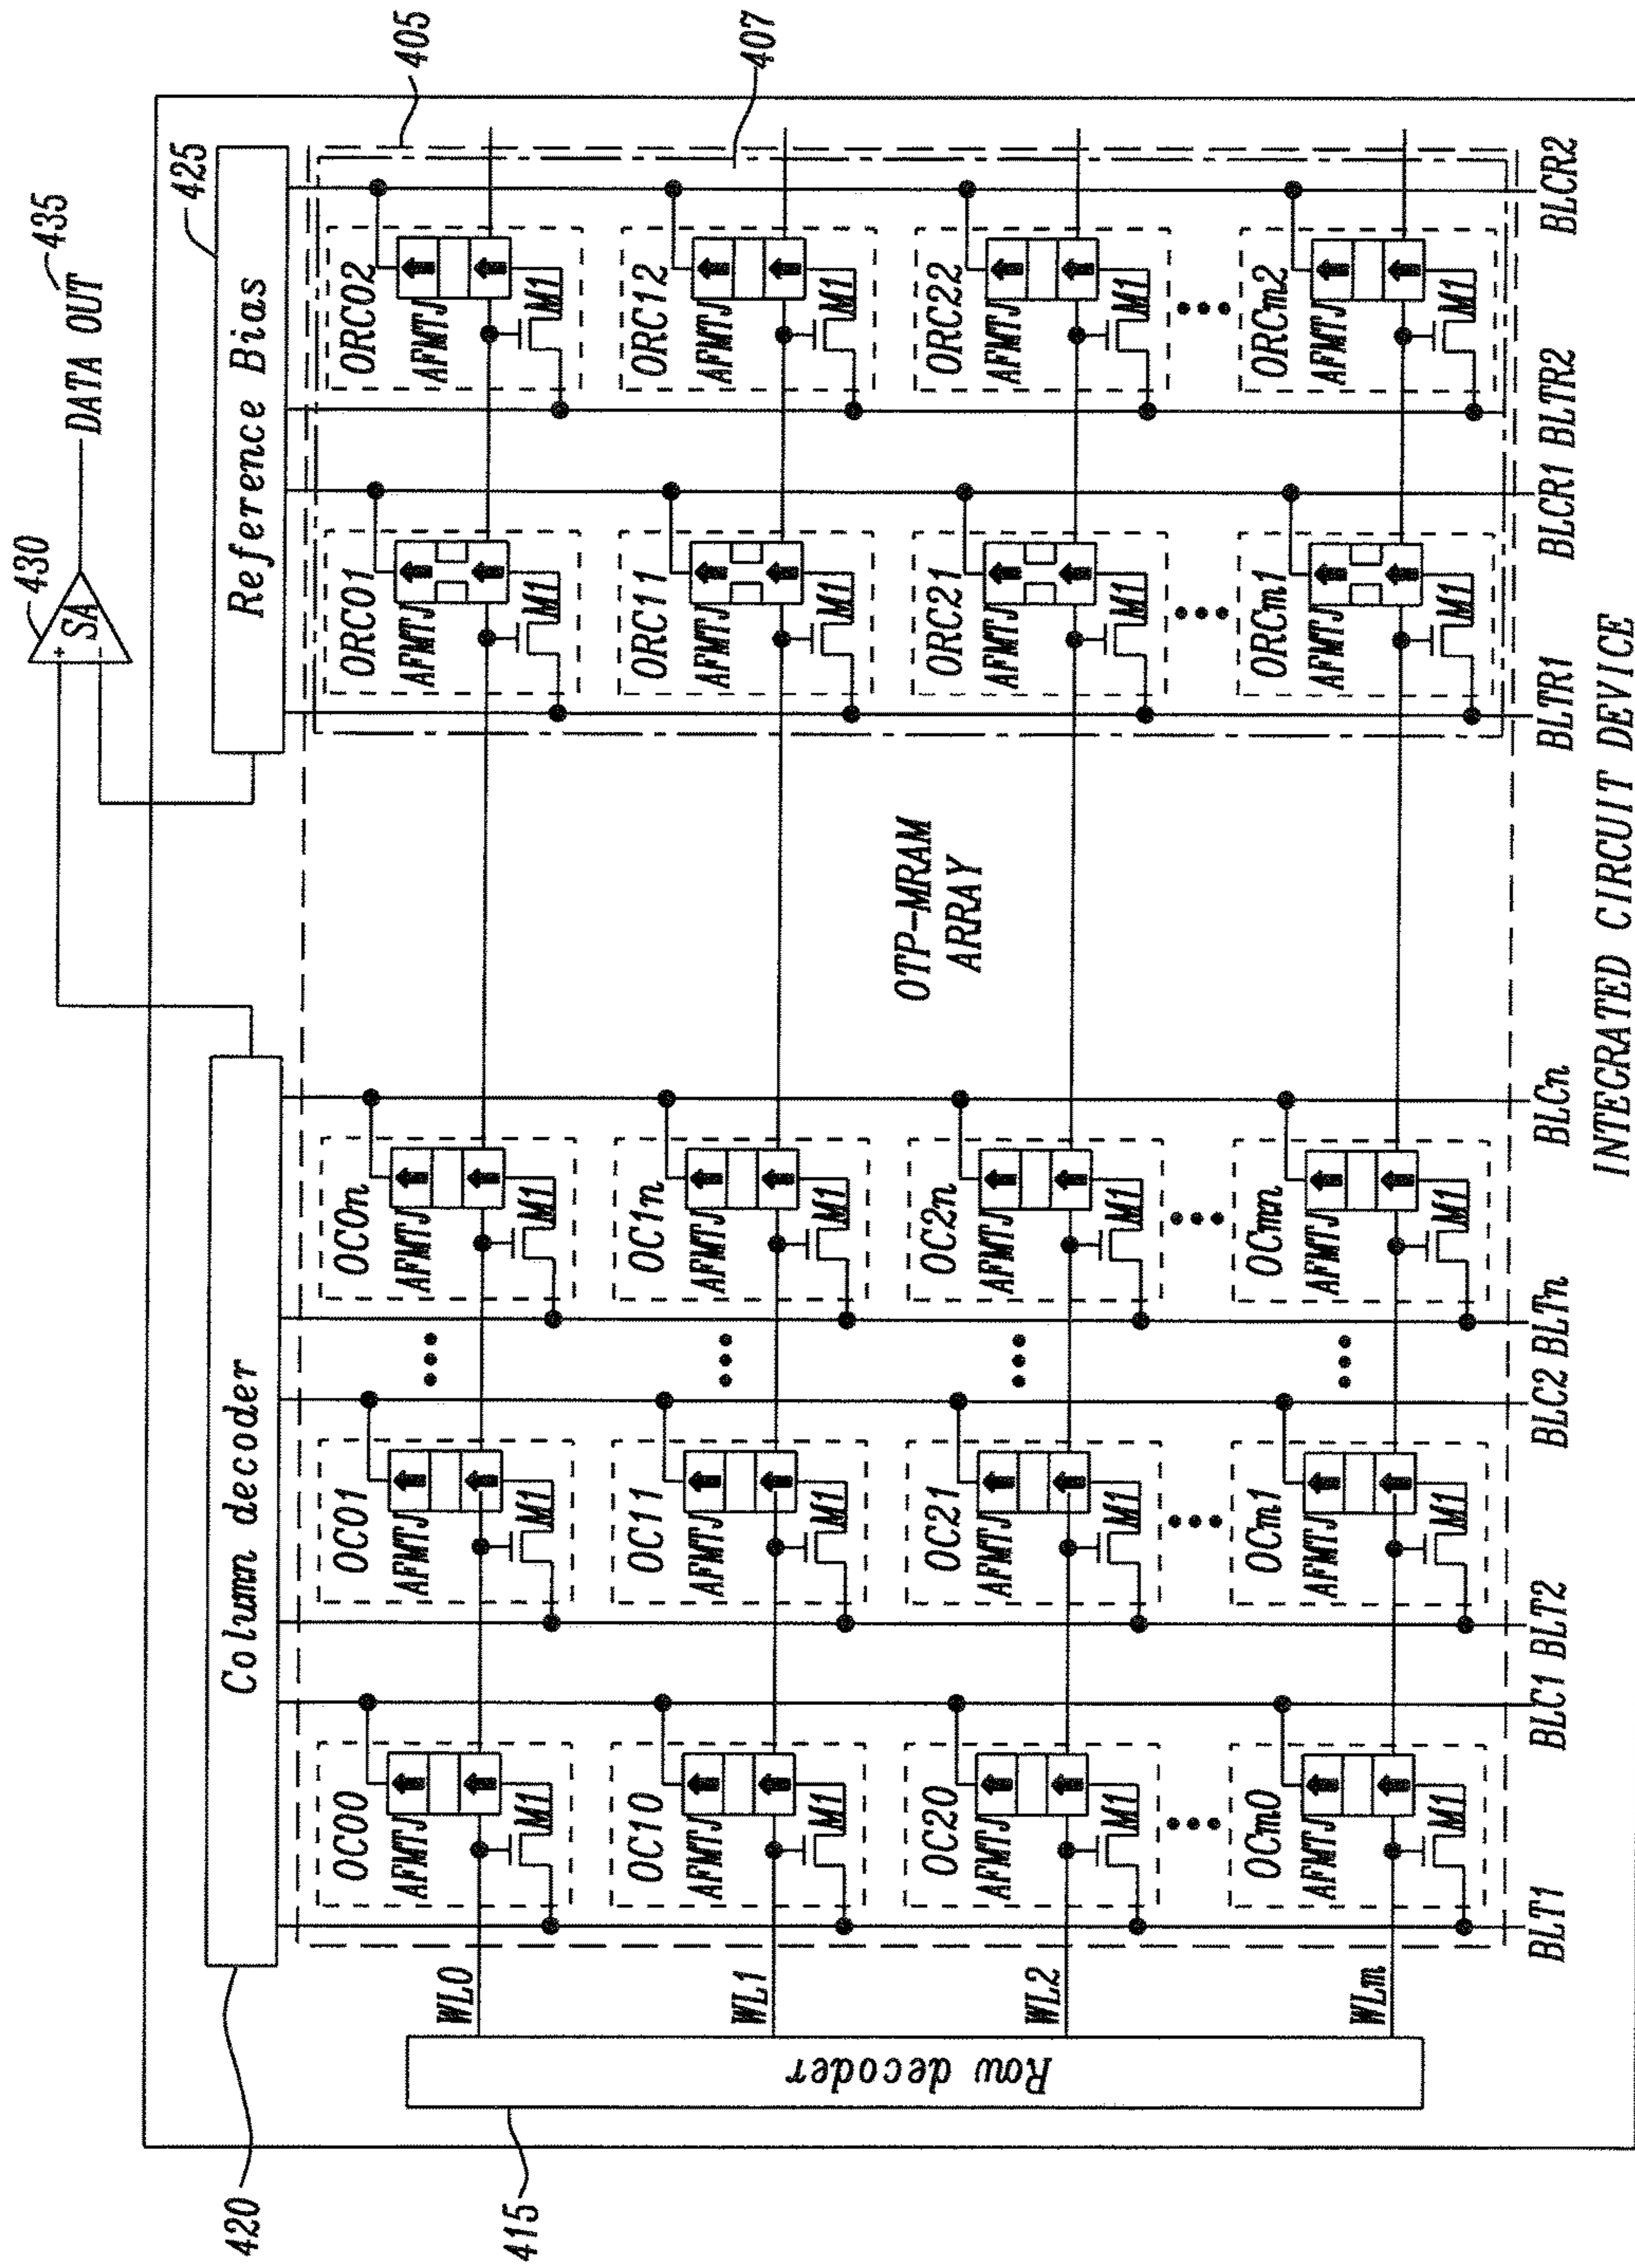 430
SA
+
-
DATA OUT
435
Column decoder
Reference Bias
420
425
405
407
OC00
OC01
OC0n
ORC01
ORC02
AFMTJ
AFMTJ
AFMTJ
AFMTJ
AFMTJ
WL0
M1
M1
M1
M1
M1
OC10
OC11
OC1n
ORC11
ORC12
AFMTJ
AFMTJ
AFMTJ
AFMTJ
AFMTJ
WL1
M1
M1
M1
M1
M1
Row decoder
415
OTP-MRAM
ARRAY
OC20
OC21
OC2n
ORC21
ORC22
AFMTJ
AFMTJ
AFMTJ
AFMTJ
AFMTJ
WL2
M1
M1
M1
M1
M1
OCm0
OCm1
OCmn
ORCm1
ORCm2
AFMTJ
AFMTJ
AFMTJ
AFMTJ
AFMTJ
WLm
M1
M1
M1
M1
M1
BLT1
BLC1
BLT2
BLC2
BLTn
BLCn
BLTR1
BLCR1
BLTR2
BLCR2
INTEGRATED CIRCUIT DEVICE